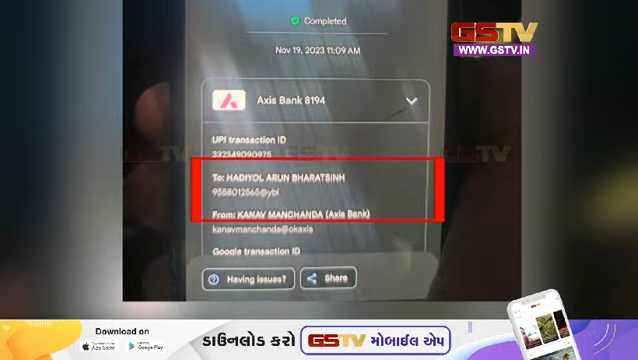 Completed
GSTV
WWW.GSTV.IN
Nov 19, 2023 11:09 AM
Axis Bank 8194
UPI transaction ID
332349090975
To: HADIYOL ARUN BHARATSINH
9558012565@ybl
From: KANAV MANCHANDA (Axis Bank)
kanavmanchanda@okaxis
Google transaction ID
Having issues?
Share
Download on
App Store
Google Play
ડાઉનલોડ કરો GSTV મોબાઈલ એપ